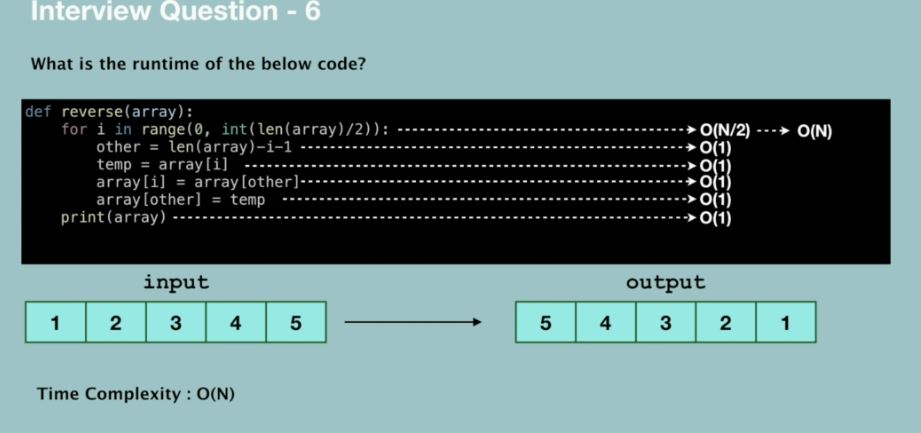 Interview Question - 6
What is the runtime of the below code?
def reverse(array):
for i in range(0, int(len(array)/2)): O(N/2) O(N)
other = len(array)-i-1 O(1)
temp = array[i] O(1)
array[i] = array[other] O(1)
array[other] = temp O(1)
print(array) O(1)
input output
1 2 3 4 5 5 4 3 2 1
Time Complexity : O(N)